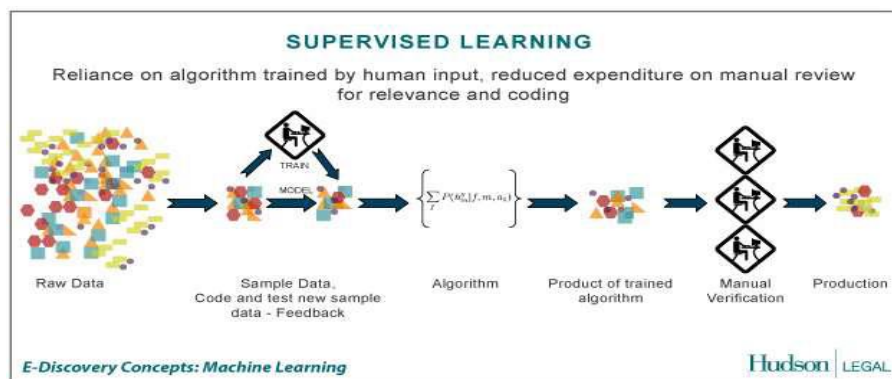 SUPERVISED LEARNING
Reliance on algorithm trained by human input, reduced expenditure on manual review
for relevance and coding
TRAIN
MODEL
Raw Data
Sample Data,
Code and test new sample
data - Feedback
Algorithm
Product of trained
algorithm
Manual
Verification
Production
E-Discovery Concepts: Machine Learning
Hudson LEGAL